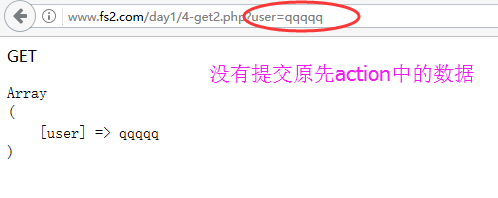 www.fs2.com/day1/4-get2.php?user=qqqqq
GET
没有提交原先action中的数据
Array
(
[user] => qqqqq
)